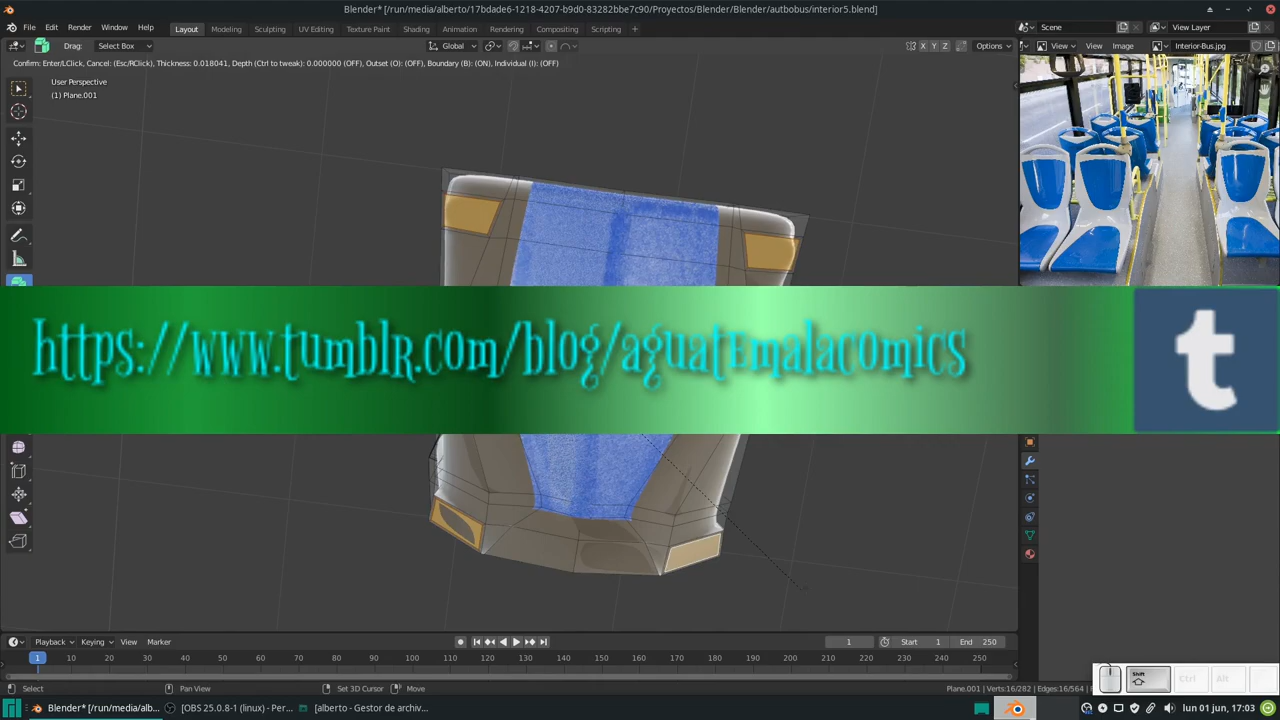 Blender* [/run/media/alberto/17bdade6-1218-4207-b9d0-83282bbe7c90/Proyectos/Blender/Blender/autbobus/interior5.blend]
File Edit Render Window Help Layout Modeling Sculpting UV Editing Texture Paint Shading Animation Rendering Compositing Scripting + Scene View Layer
Drag: Select Box Global X Y Z Options View View Image Interior-Bus.jpg
Confirm: Enter/LClick, Cancel: (Esc/RClick), Thickness: 0.018041, Depth (Ctrl to tweak): 0.000000 (OFF), Outset (O): (OFF), Boundary (B): (ON), Individual (I): (OFF)
User Perspective
(1) Plane.001
https://www.tumblr.com/blog/aguatemalacomics
t
Playback Keying View Marker 1 Start 1 End 250
1 10 20 30 40 50 60 70 80 90 100 110 120 130 140 150 160 170 180 190 200 210 220 230 240 250
Shift Ctrl Alt
Select Pan View Set 3D Cursor Move Plane.001 | Verts:16/282 | Edges:16/564 |
Blender* [/run/media/alberto/17bdad... [OBS 25.0.8-1 (linux) - Per... [alberto - Gestor de archiv... lun 01 jun, 17:03